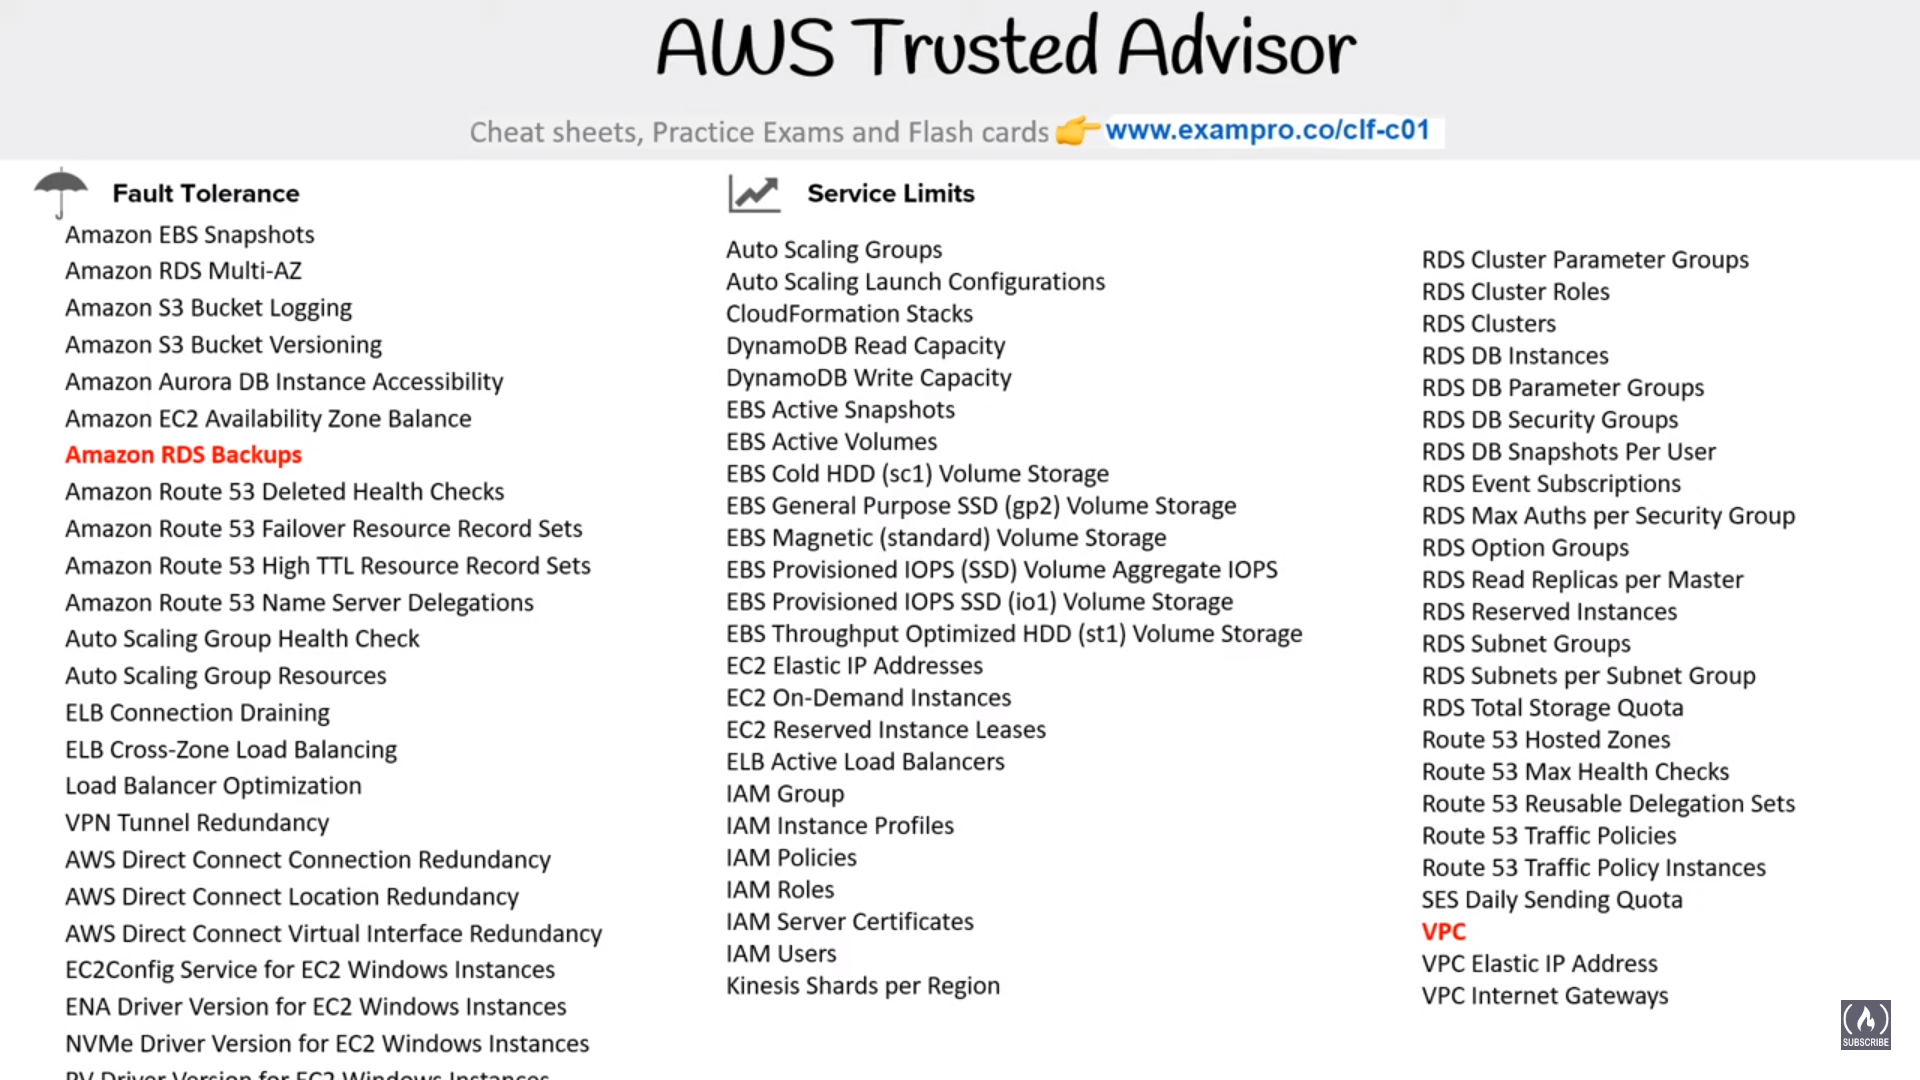 AWS Trusted Advisor
Cheat sheets, Practice Exams and Flash cards 👉 www.exampro.co/clf-c01
Fault Tolerance
Amazon EBS Snapshots
Amazon RDS Multi-AZ
Amazon S3 Bucket Logging
Amazon S3 Bucket Versioning
Amazon Aurora DB Instance Accessibility
Amazon EC2 Availability Zone Balance
Amazon RDS Backups
Amazon Route 53 Deleted Health Checks
Amazon Route 53 Failover Resource Record Sets
Amazon Route 53 High TTL Resource Record Sets
Amazon Route 53 Name Server Delegations
Auto Scaling Group Health Check
Auto Scaling Group Resources
ELB Connection Draining
ELB Cross-Zone Load Balancing
Load Balancer Optimization
VPN Tunnel Redundancy
AWS Direct Connect Connection Redundancy
AWS Direct Connect Location Redundancy
AWS Direct Connect Virtual Interface Redundancy
EC2Config Service for EC2 Windows Instances
ENA Driver Version for EC2 Windows Instances
NVMe Driver Version for EC2 Windows Instances
PV Driver Version for EC2 Windows Instances
Service Limits
Auto Scaling Groups
Auto Scaling Launch Configurations
CloudFormation Stacks
DynamoDB Read Capacity
DynamoDB Write Capacity
EBS Active Snapshots
EBS Active Volumes
EBS Cold HDD (sc1) Volume Storage
EBS General Purpose SSD (gp2) Volume Storage
EBS Magnetic (standard) Volume Storage
EBS Provisioned IOPS (SSD) Volume Aggregate IOPS
EBS Provisioned IOPS SSD (io1) Volume Storage
EBS Throughput Optimized HDD (st1) Volume Storage
EC2 Elastic IP Addresses
EC2 On-Demand Instances
EC2 Reserved Instance Leases
ELB Active Load Balancers
IAM Group
IAM Instance Profiles
IAM Policies
IAM Roles
IAM Server Certificates
IAM Users
Kinesis Shards per Region
RDS Cluster Parameter Groups
RDS Cluster Roles
RDS Clusters
RDS DB Instances
RDS DB Parameter Groups
RDS DB Security Groups
RDS DB Snapshots Per User
RDS Event Subscriptions
RDS Max Auths per Security Group
RDS Option Groups
RDS Read Replicas per Master
RDS Reserved Instances
RDS Subnet Groups
RDS Subnets per Subnet Group
RDS Total Storage Quota
Route 53 Hosted Zones
Route 53 Max Health Checks
Route 53 Reusable Delegation Sets
Route 53 Traffic Policies
Route 53 Traffic Policy Instances
SES Daily Sending Quota
VPC
VPC Elastic IP Address
VPC Internet Gateways
SUBSCRIBE